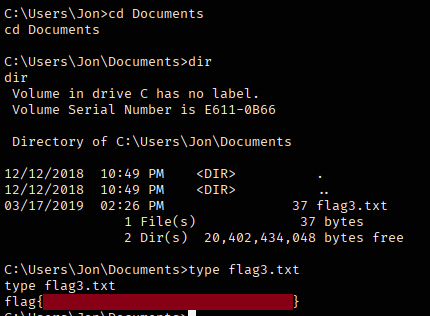 C:\Users\Jon>cd Documents
cd Documents

C:\Users\Jon\Documents>dir
dir
 Volume in drive C has no label.
 Volume Serial Number is E611-0B66

 Directory of C:\Users\Jon\Documents

12/12/2018  10:49 PM    <DIR>          .
12/12/2018  10:49 PM    <DIR>          ..
03/17/2019  02:26 PM                37 flag3.txt
               1 File(s)             37 bytes
               2 Dir(s)  20,402,434,048 bytes free

C:\Users\Jon\Documents>type flag3.txt
type flag3.txt
flag{ }
C:\Users\Jon\Documents>